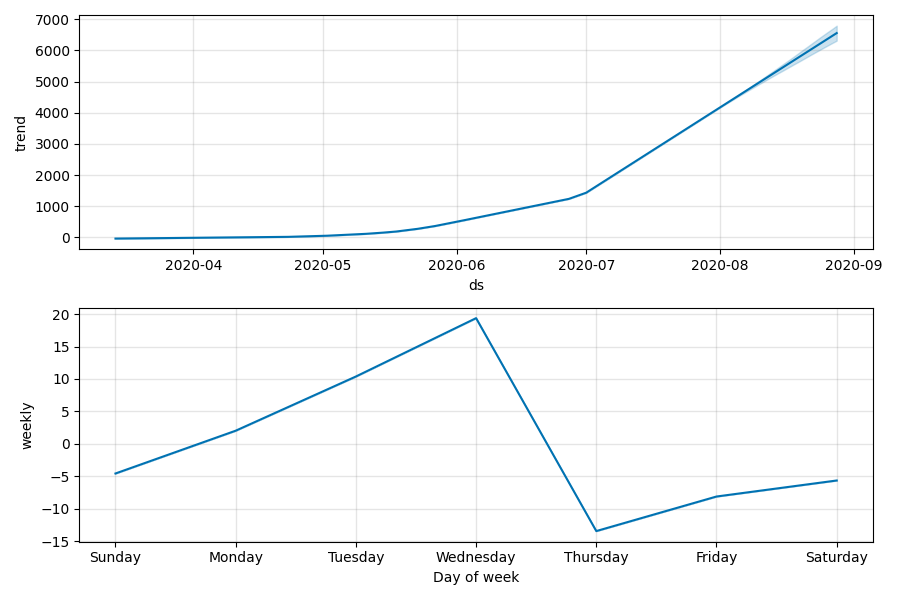 7000
6000
5000
4000
3000
2000
1000
0
trend
2020-04 2020-05 2020-06 2020-07 2020-08 2020-09
ds
20
15
10
5
0
−5
−10
−15
weekly
Sunday Monday Tuesday Wednesday Thursday Friday Saturday
Day of week